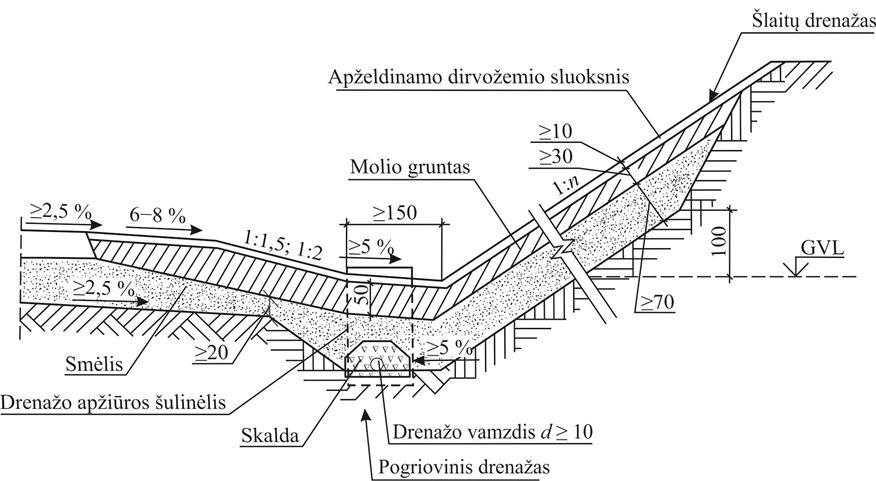 Šlaitų drenažas
Apželdinamo dirvožemio sluoksnis
≥10
≥30
Molio gruntas
1:n
≥2,5 %
6−8 %
≥150
1:1,5; 1:2
≥5 %
100
GVL
≥2,5 %
50
≥70
≥20
≥5 %
Smėlis
Drenažo apžiūros šulinėlis
Skalda
Drenažo vamzdis d ≥ 10
Pogriovinis drenažas